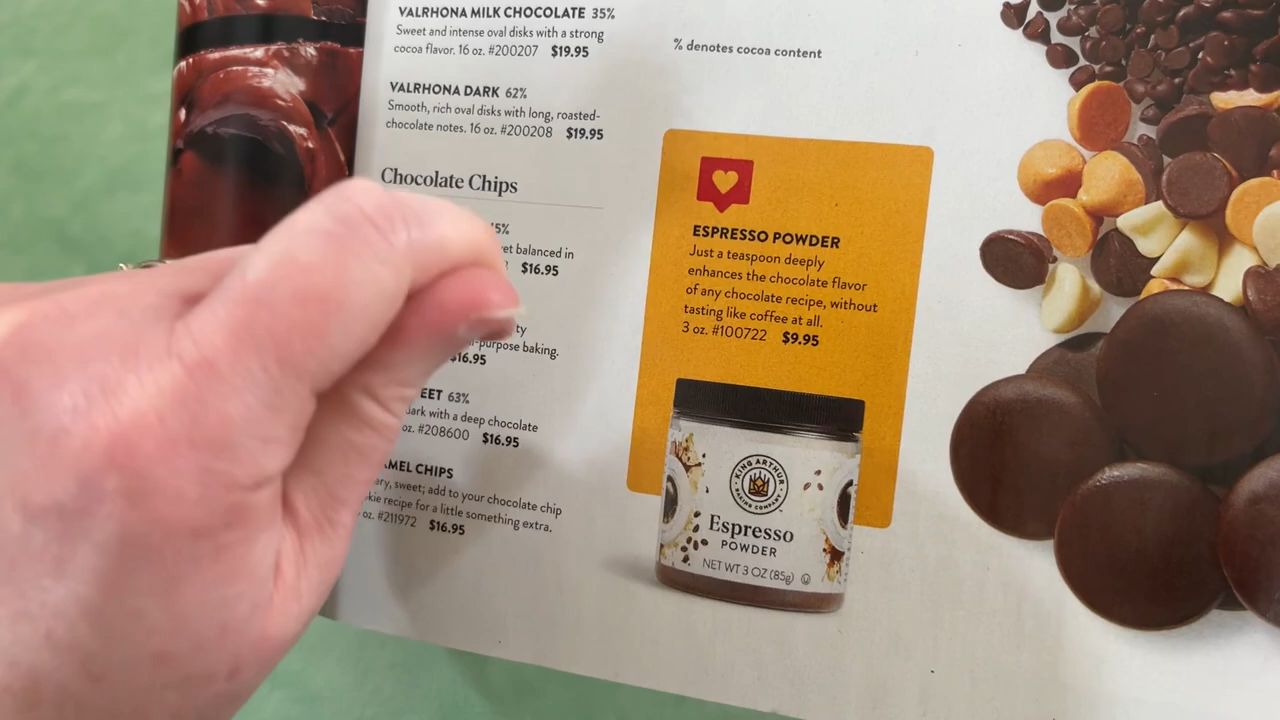 VALRHONA MILK CHOCOLATE 35%
Sweet and intense oval disks with a strong
cocoa flavor. 16 oz. #200207 $19.95
VALRHONA DARK 62%
Smooth, rich oval disks with long, roasted-
chocolate notes. 16 oz. #200208 $19.95
Chocolate Chips
5%
et balanced in
$16.95
ty
-purpose baking.
$16.95
EET 63%
dark with a deep chocolate
oz. #208600 $16.95
MEL CHIPS
ary, sweet; add to your chocolate chip
kie recipe for a little something extra.
oz. #211972 $16.95
% denotes cocoa content
ESPRESSO POWDER
Just a teaspoon deeply
enhances the chocolate flavor
of any chocolate recipe, without
tasting like coffee at all.
3 oz. #100722 $9.95
KING ARTHUR
BAKING COMPANY
Espresso
POWDER
NET WT 3 OZ (85g)